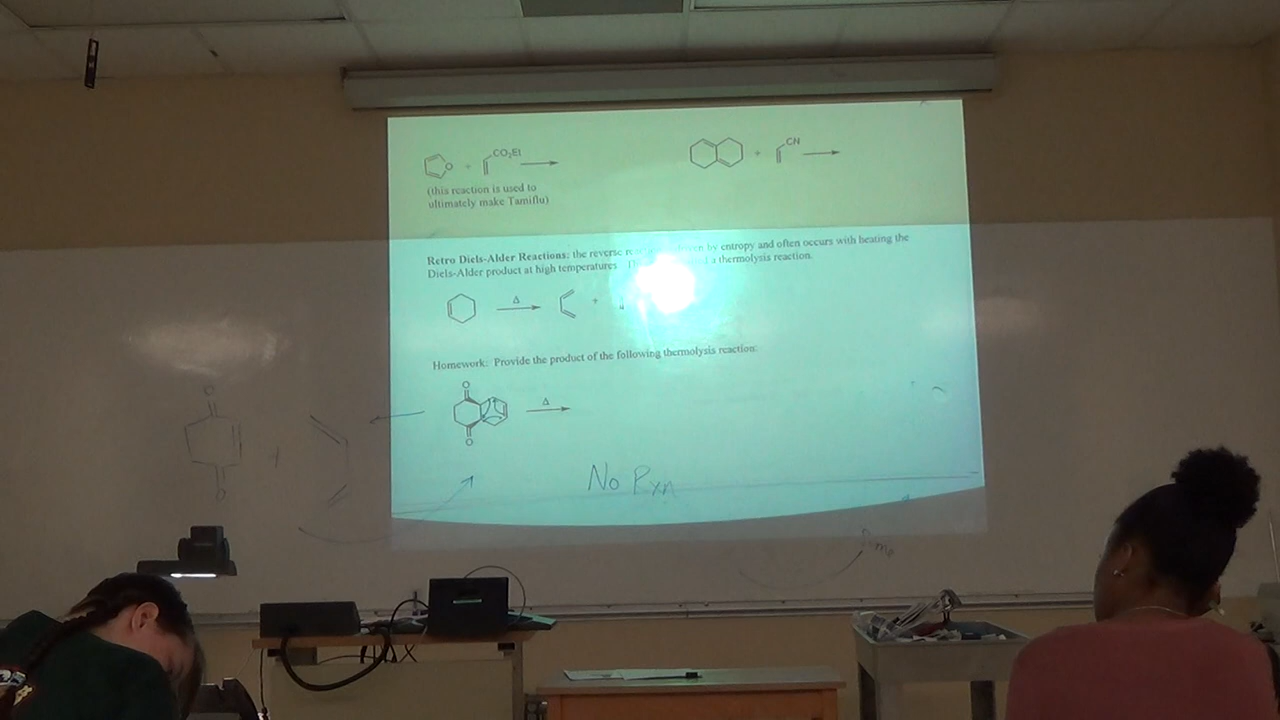 O CO₂Et + CN +
(this reaction is used to
ultimately make Tamiflu)
Retro Diels-Alder Reactions: the reverse by entropy and often occurs with heating the
Diels-Alder product at high temperatures a thermolysis reaction.
Δ +
Homework: Provide the product of the following thermolysis reaction:
O
Δ
O
O
+
O
No Rxn